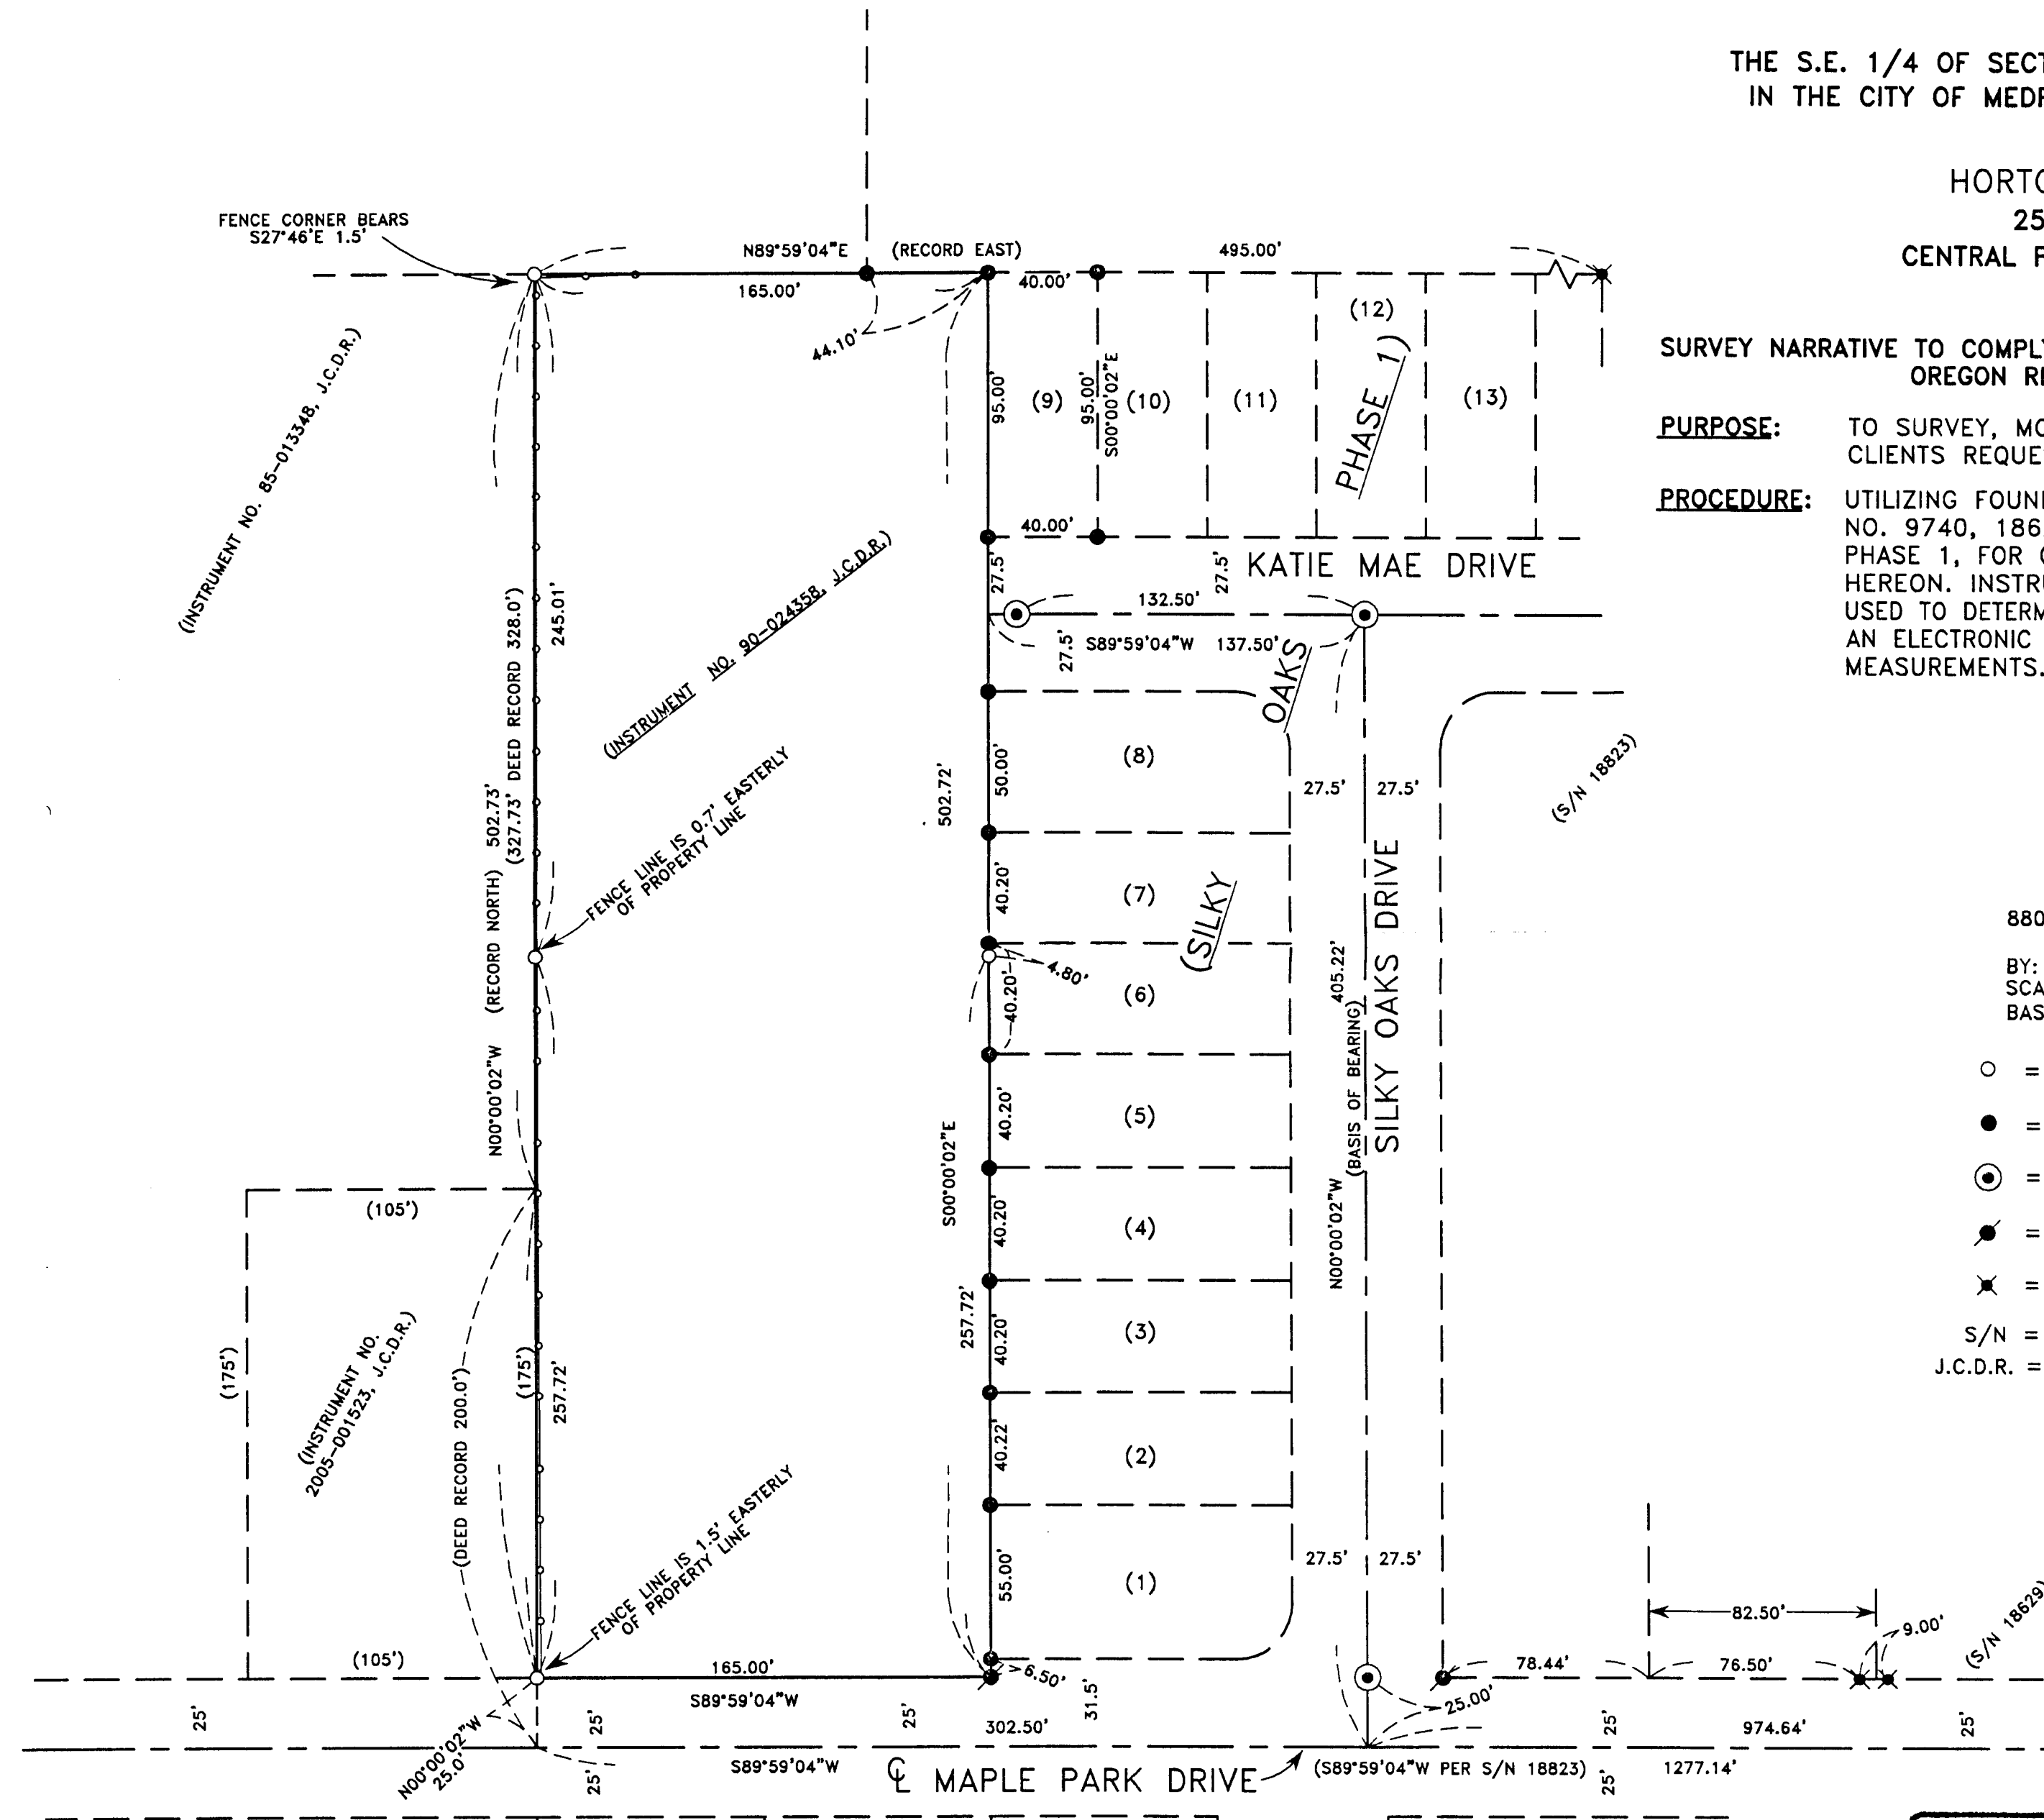 THE S.E. 1/4 OF SECT
IN THE CITY OF MEDF
HORTO
25
CENTRAL P
SURVEY NARRATIVE TO COMPLY
OREGON RE
PURPOSE: TO SURVEY, MO
CLIENTS REQUE
PROCEDURE: UTILIZING FOUN
NO. 9740, 186
PHASE 1, FOR
HEREON. INSTRU
USED TO DETERM
AN ELECTRONIC
MEASUREMENTS.
880
BY:
SCA
BAS
=
=
=
=
=
S/N =
J.C.D.R. =
FENCE CORNER BEARS
S27°46'E 1.5'
N89°59'04"E (RECORD EAST)
495.00'
165.00'
40.00'
44.10'
(12)
(INSTRUMENT NO. 85-013348, J.C.D.R.)
95.00'
(9)
95.00'
S00°00'02"E
(10)
(11)
PHASE 1)
(13)
40.00'
27.5'
27.5'
KATIE MAE DRIVE
132.50'
27.5'
S89°59'04"W 137.50'
(INSTRUMENT NO. 90-024358, J.C.D.R.)
245.01'
(327.73' DEED RECORD 328.0')
N00°00'02"W (RECORD NORTH) 502.73'
OAKS
(SILKY
(8)
50.00'
502.72'
27.5'
27.5'
(S/N 18823)
FENCE LINE IS 0.7' EASTERLY
OF PROPERTY LINE
40.20'
(7)
4.80'
40.20'
(6)
405.22'
(BASIS OF BEARING)
N00°00'02"W
SILKY OAKS DRIVE
40.20'
(5)
S00°00'02"E
(105')
40.20'
(4)
257.72'
40.20'
(3)
(175')
(INSTRUMENT NO.
2005-001523, J.C.D.R.)
(DEED RECORD 200.0')
(175')
257.72'
40.22'
(2)
FENCE LINE IS 1.5' EASTERLY
OF PROPERTY LINE
55.00'
(1)
27.5'
27.5'
82.50'
9.00'
(S/N 18629)
(105')
165.00'
6.50'
78.44'
76.50'
S89°59'04"W
31.5'
25.00'
25'
25'
25'
302.50'
25'
974.64'
25'
N00°00'02"W
25.0'
25'
S89°59'04"W
℄ MAPLE PARK DRIVE
(S89°59'04"W PER S/N 18823)
25'
1277.14'